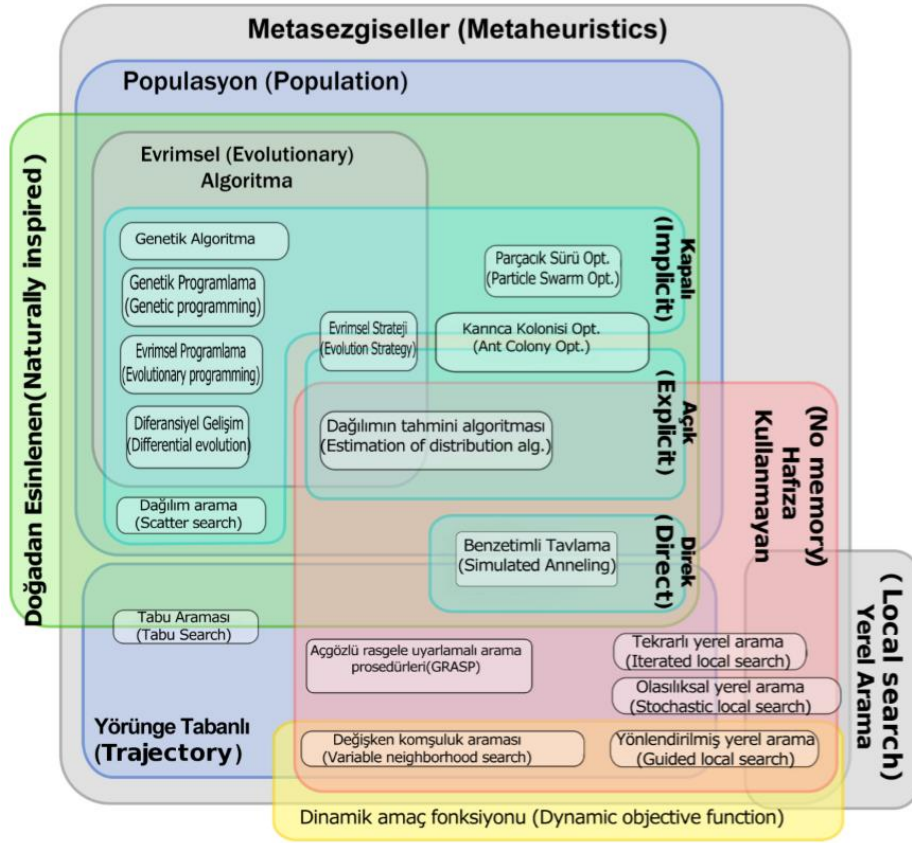 Metasezgiseller (Metaheuristics)
Populasyon (Population)
Doğadan Esinlenen(Naturally inspired)
Evrimsel (Evolutionary)
Algoritma
Genetik Algoritma
Genetik Programlama
(Genetic programming)
Evrimsel Programlama
(Evolutionary programming)
Diferansiyel Gelişim
(Differential evolution)
Dağılım arama
(Scatter search)
Evrimsel Strateji
(Evolution Strategy)
Parçacık Sürü Opt.
(Particle Swarm Opt.)
Karınca Kolonisi Opt.
(Ant Colony Opt.)
Kapalı
(Implicit)
Dağılımın tahmini algoritması
(Estimation of distribution alg.)
Açık
(Explicit)
Benzetimli Tavlama
(Simulated Anneling)
Direk
(Direct)
(No memory)
Hafıza
Kullanmayan
(Local search)
Yerel Arama
Tabu Araması
(Tabu Search)
Açgözlü rasgele uyarlamalı arama
prosedürleri(GRASP)
Tekrarlı yerel arama
(Iterated local search)
Olasılıksal yerel arama
(Stochastic local search)
Yörünge Tabanlı
(Trajectory)
Değişken komşuluk araması
(Variable neighborhood search)
Yönlendirilmiş yerel arama
(Guided local search)
Dinamik amaç fonksiyonu (Dynamic objective function)